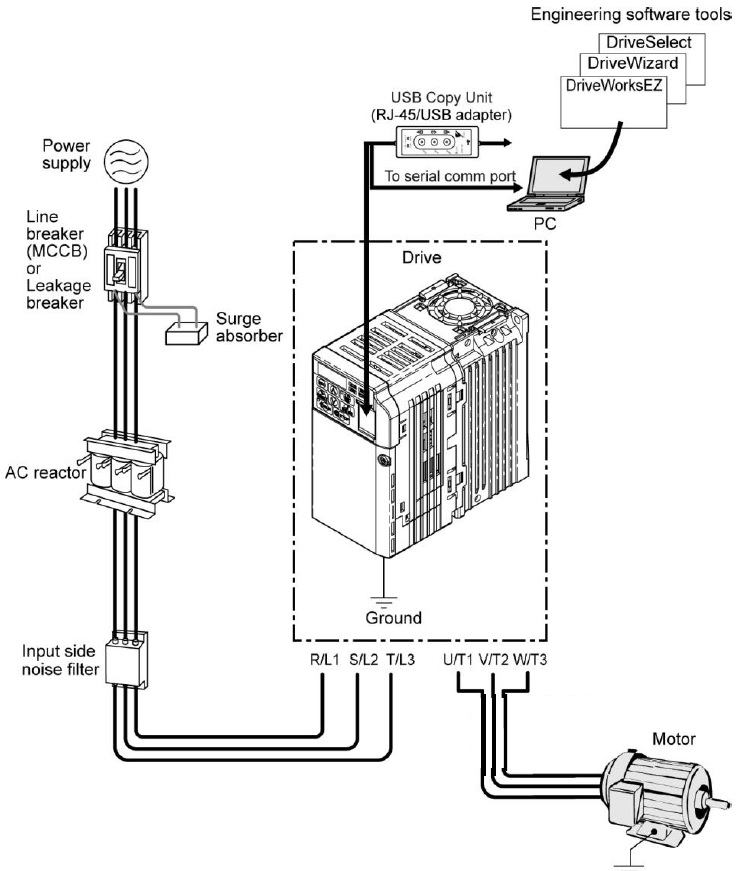 Engineering software tools
DriveSelect
DriveWizard
DriveWorksEZ
USB Copy Unit
(RJ-45/USB adapter)
To serial comm port
PC
Power
supply
Line
breaker
(MCCB)
or
Leakage
breaker
Surge
absorber
Drive
AC reactor
Ground
Input side
noise filter
R/L1 S/L2 T/L3 U/T1 V/T2 W/T3
Motor